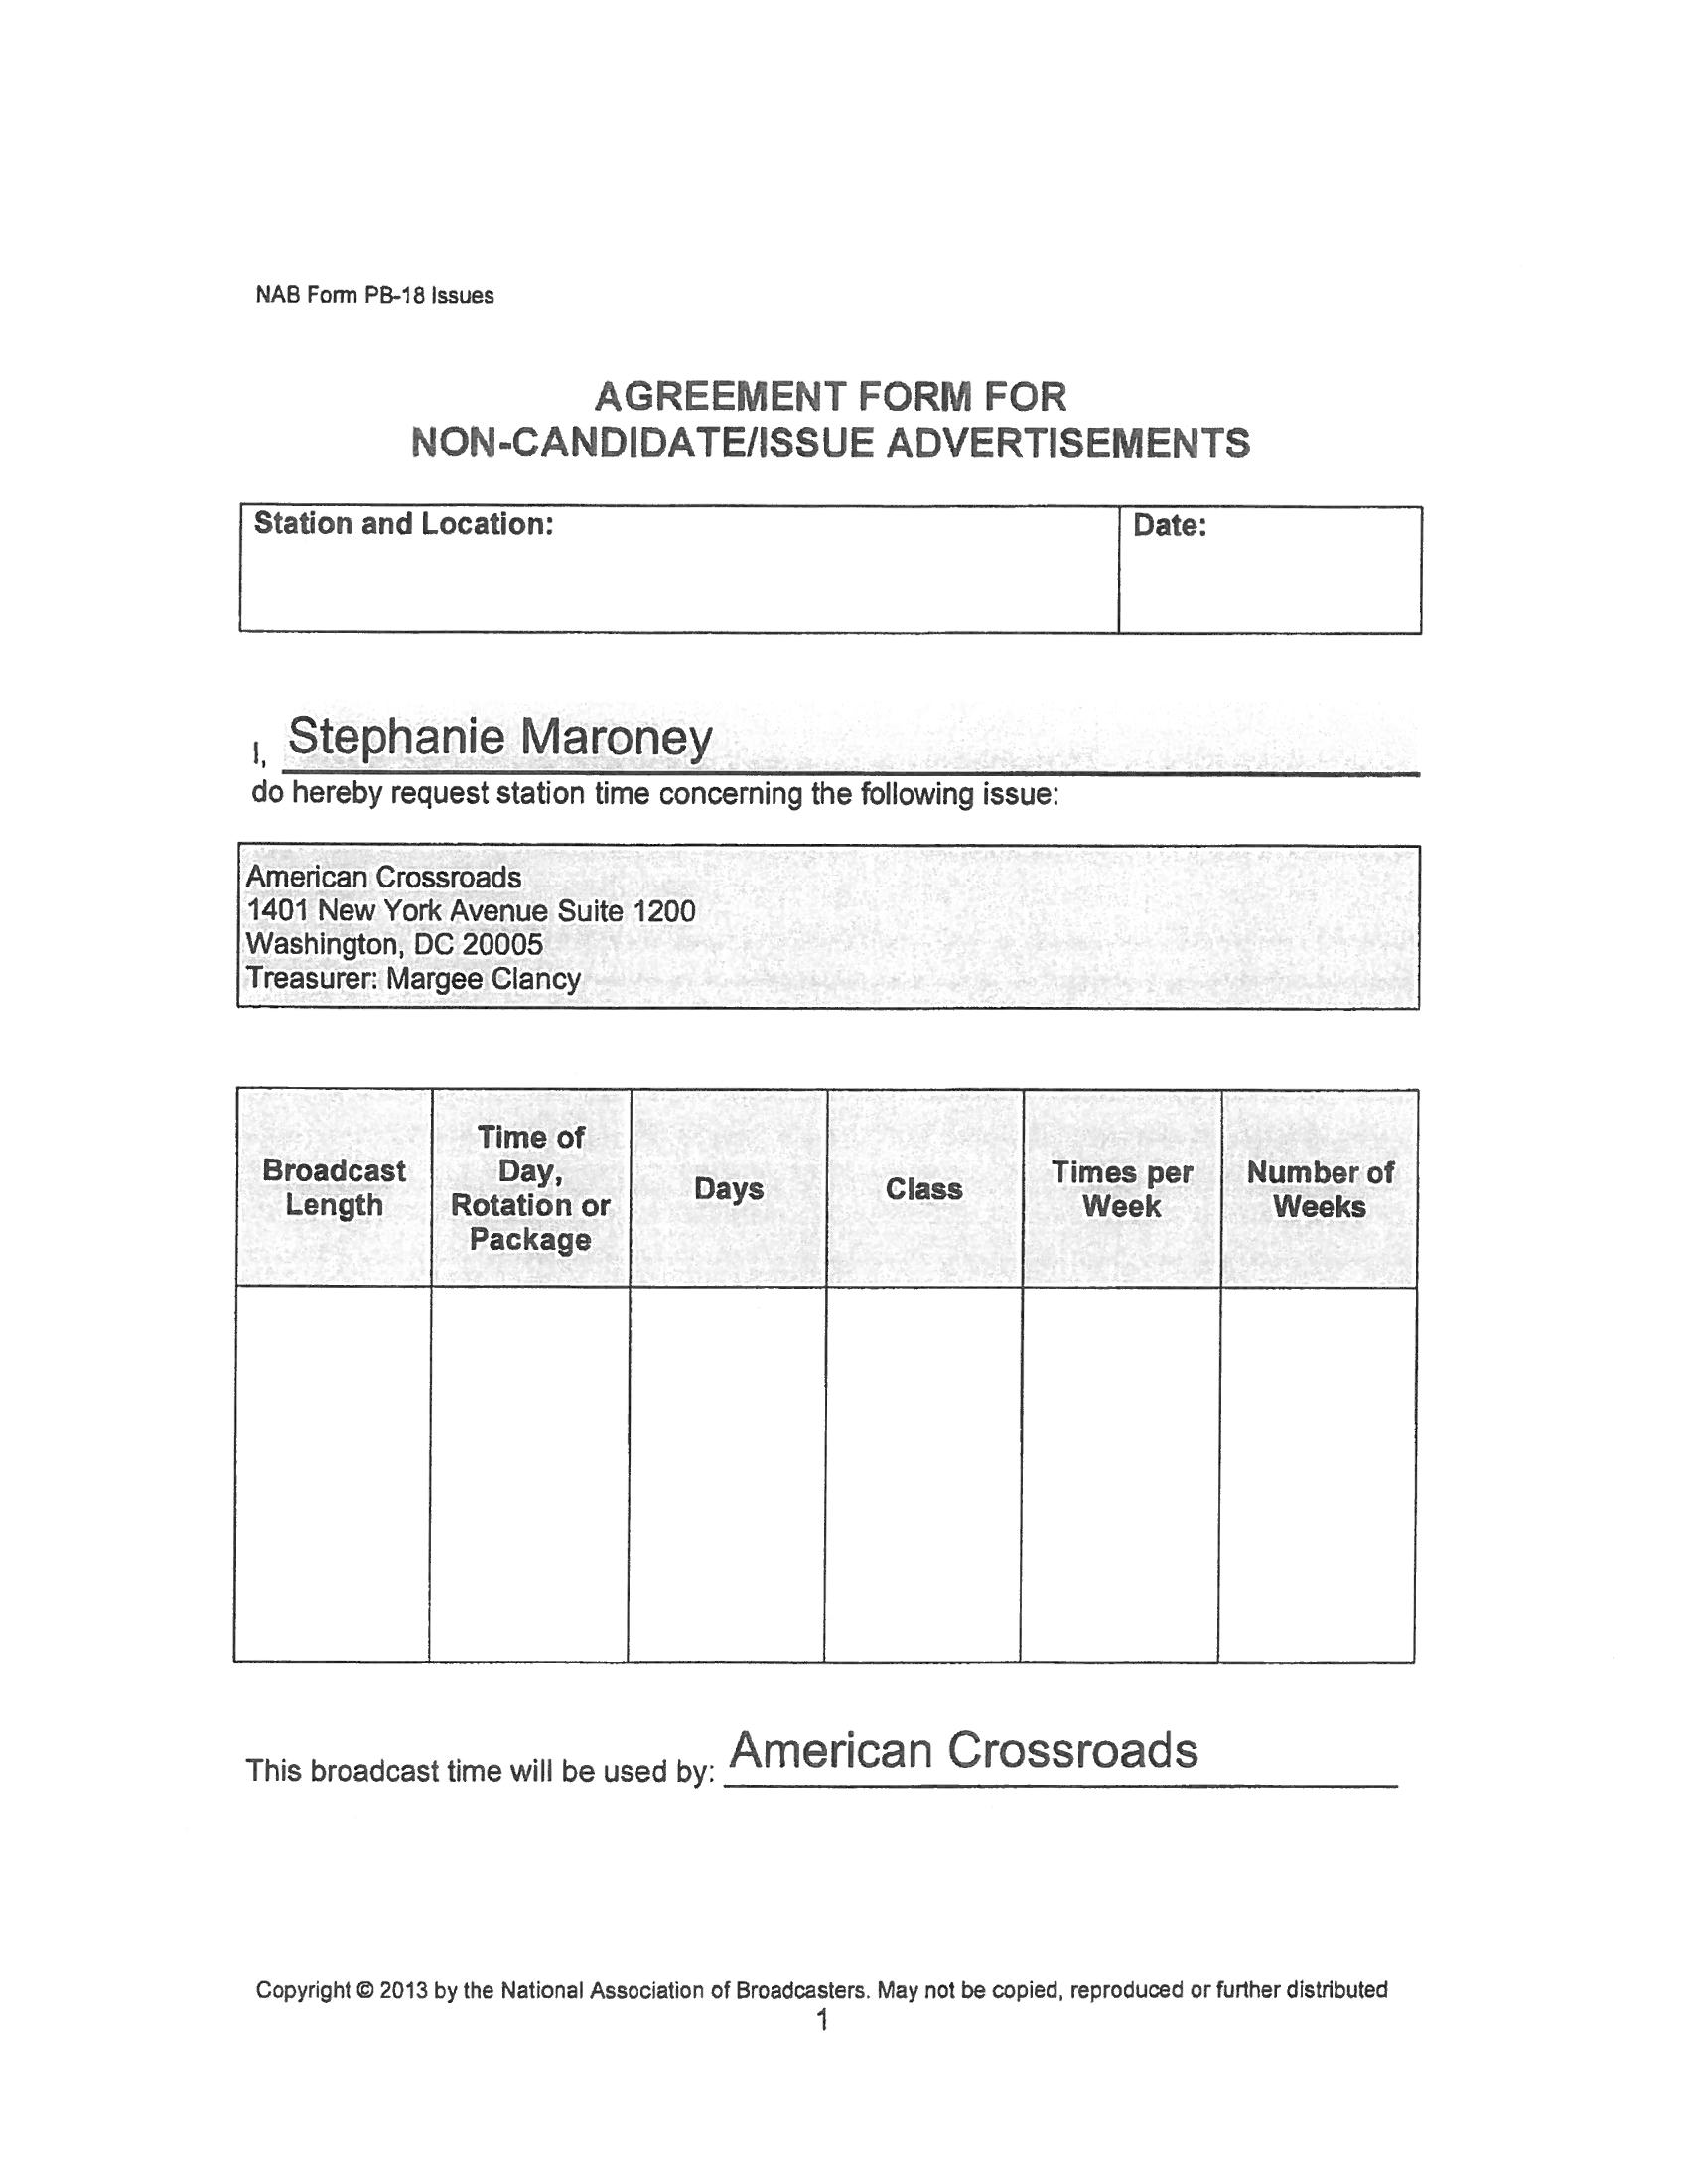 NAB Form PB-18 Issues
AGREEMENT FORM FOR
NON-CANDIDATE/ISSUE ADVERTISEMENTS
Station and Location:
Date:
I, Stephanie Maroney
do hereby request station time concerning the following issue:
American Crossroads
1401 New York Avenue Suite 1200
Washington, DC 20005
Treasurer: Margee Clancy
Broadcast
Length
Time of
Day,
Rotation or
Package
Days
Class
Times per
Week
Number of
Weeks
This broadcast time will be used by: American Crossroads
Copyright © 2013 by the National Association of Broadcasters. May not be copied, reproduced or further distributed
1